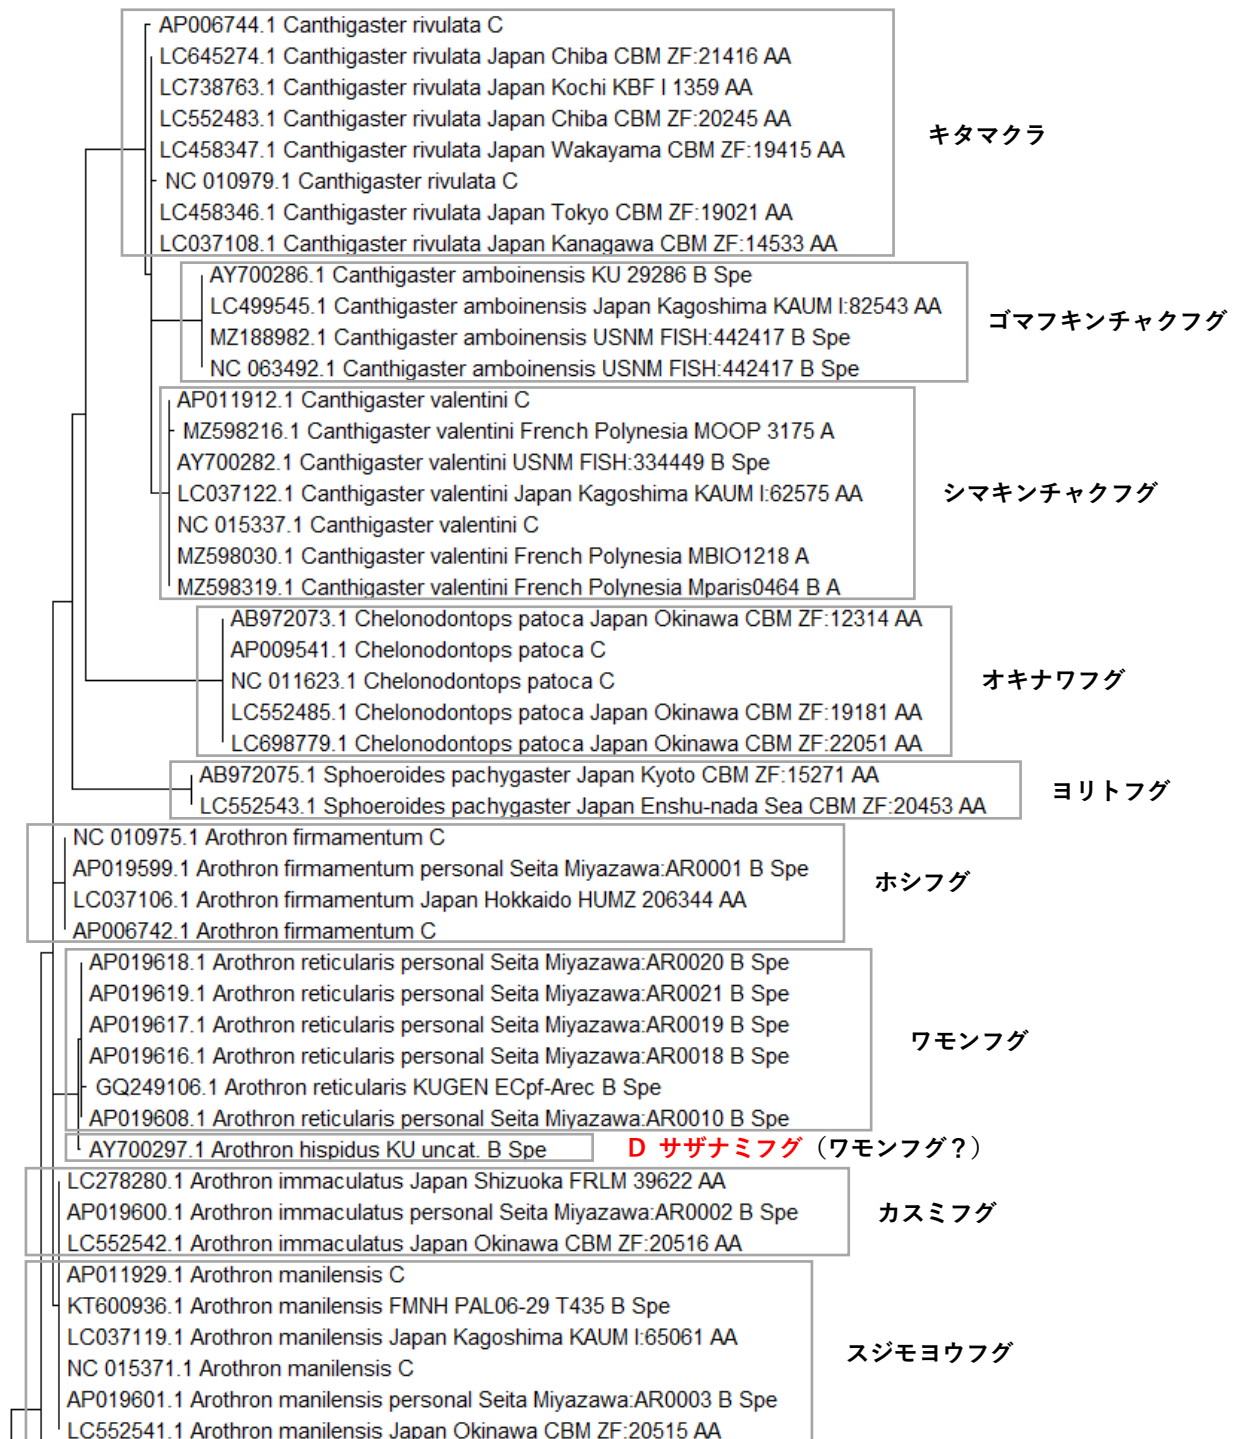 AP006744.1 Canthigaster rivulata C
LC645274.1 Canthigaster rivulata Japan Chiba CBM ZF:21416 AA
LC738763.1 Canthigaster rivulata Japan Kochi KBF I 1359 AA
LC552483.1 Canthigaster rivulata Japan Chiba CBM ZF:20245 AA
キタマクラ
LC458347.1 Canthigaster rivulata Japan Wakayama CBM ZF:19415 AA
NC 010979.1 Canthigaster rivulata C
LC458346.1 Canthigaster rivulata Japan Tokyo CBM ZF:19021 AA
LC037108.1 Canthigaster rivulata Japan Kanagawa CBM ZF:14533 AA
AY700286.1 Canthigaster amboinensis KU 29286 B Spe
LC499545.1 Canthigaster amboinensis Japan Kagoshima KAUM I:82543 AA
ゴマフキンチャクフグ
MZ188982.1 Canthigaster amboinensis USNM FISH:442417 B Spe
NC 063492.1 Canthigaster amboinensis USNM FISH:442417 B Spe
AP011912.1 Canthigaster valentini C
MZ598216.1 Canthigaster valentini French Polynesia MOOP 3175 A
AY700282.1 Canthigaster valentini USNM FISH:334449 B Spe
LC037122.1 Canthigaster valentini Japan Kagoshima KAUM I:62575 AA
シマキンチャクフグ
NC 015337.1 Canthigaster valentini C
MZ598030.1 Canthigaster valentini French Polynesia MBIO1218 A
MZ598319.1 Canthigaster valentini French Polynesia Mparis0464 B A
AB972073.1 Chelonodontops patoca Japan Okinawa CBM ZF:12314 AA
AP009541.1 Chelonodontops patoca C
NC 011623.1 Chelonodontops patoca C
オキナワフグ
LC552485.1 Chelonodontops patoca Japan Okinawa CBM ZF:19181 AA
LC698779.1 Chelonodontops patoca Japan Okinawa CBM ZF:22051 AA
AB972075.1 Sphoeroides pachygaster Japan Kyoto CBM ZF:15271 AA
ヨリトフグ
LC552543.1 Sphoeroides pachygaster Japan Enshu-nada Sea CBM ZF:20453 AA
NC 010975.1 Arothron firmamentum C
AP019599.1 Arothron firmamentum personal Seita Miyazawa:AR0001 B Spe
ホシフグ
LC037106.1 Arothron firmamentum Japan Hokkaido HUMZ 206344 AA
AP006742.1 Arothron firmamentum C
AP019618.1 Arothron reticularis personal Seita Miyazawa:AR0020 B Spe
AP019619.1 Arothron reticularis personal Seita Miyazawa:AR0021 B Spe
AP019617.1 Arothron reticularis personal Seita Miyazawa:AR0019 B Spe
ワモンフグ
AP019616.1 Arothron reticularis personal Seita Miyazawa:AR0018 B Spe
GQ249106.1 Arothron reticularis KUGEN ECpf-Arec B Spe
AP019608.1 Arothron reticularis personal Seita Miyazawa:AR0010 B Spe
AY700297.1 Arothron hispidus KU uncat. B Spe
D サザナミフグ（ワモンフグ？）
LC278280.1 Arothron immaculatus Japan Shizuoka FRLM 39622 AA
AP019600.1 Arothron immaculatus personal Seita Miyazawa:AR0002 B Spe
カスミフグ
LC552542.1 Arothron immaculatus Japan Okinawa CBM ZF:20516 AA
AP011929.1 Arothron manilensis C
KT600936.1 Arothron manilensis FMNH PAL06-29 T435 B Spe
LC037119.1 Arothron manilensis Japan Kagoshima KAUM I:65061 AA
スジモヨウフグ
NC 015371.1 Arothron manilensis C
AP019601.1 Arothron manilensis personal Seita Miyazawa:AR0003 B Spe
LC552541.1 Arothron manilensis Japan Okinawa CBM ZF:20515 AA